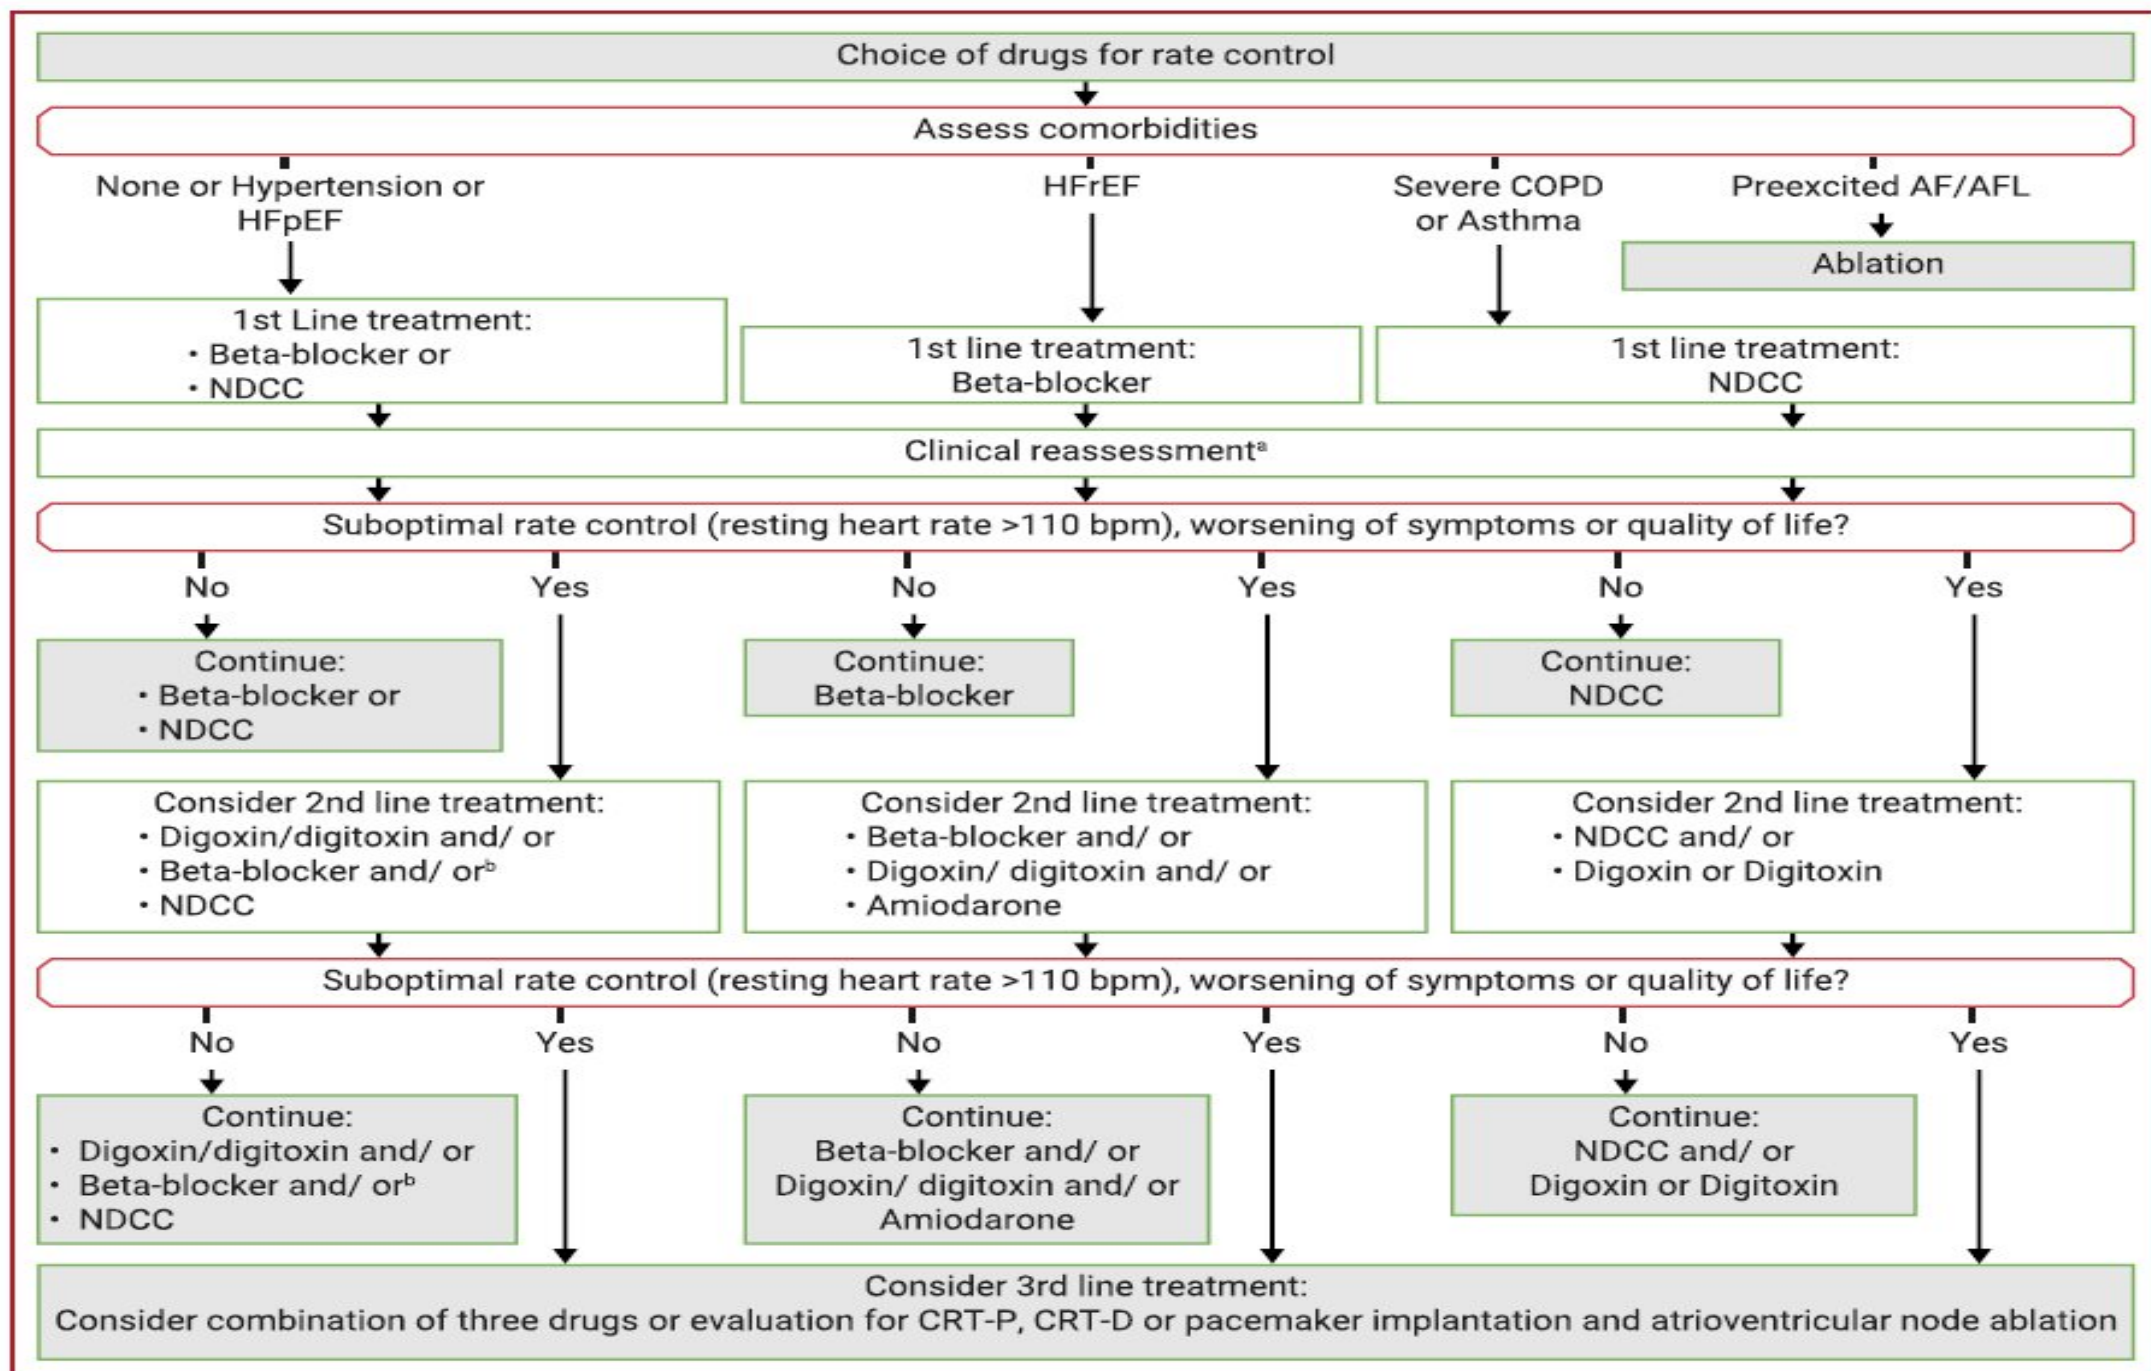 Choice of drugs for rate control
Assess comorbidities
None or Hypertension or
HFpEF
HFrEF
Severe COPD
or Asthma
Preexcited AF/AFL
Ablation
1st Line treatment:
• Beta-blocker or
• NDCC
1st line treatment:
Beta-blocker
1st line treatment:
NDCC
Clinical reassessmentᵃ
Suboptimal rate control (resting heart rate >110 bpm), worsening of symptoms or quality of life?
No
Yes
No
Yes
No
Yes
Continue:
• Beta-blocker or
• NDCC
Continue:
Beta-blocker
Continue:
NDCC
Consider 2nd line treatment:
• Digoxin/digitoxin and/ or
• Beta-blocker and/ orᵇ
• NDCC
Consider 2nd line treatment:
• Beta-blocker and/ or
• Digoxin/ digitoxin and/ or
• Amiodarone
Consider 2nd line treatment:
• NDCC and/ or
• Digoxin or Digitoxin
Suboptimal rate control (resting heart rate >110 bpm), worsening of symptoms or quality of life?
No
Yes
No
Yes
No
Yes
Continue:
• Digoxin/digitoxin and/ or
• Beta-blocker and/ orᵇ
• NDCC
Continue:
Beta-blocker and/ or
Digoxin/ digitoxin and/ or
Amiodarone
Continue:
NDCC and/ or
Digoxin or Digitoxin
Consider 3rd line treatment:
Consider combination of three drugs or evaluation for CRT-P, CRT-D or pacemaker implantation and atrioventricular node ablation